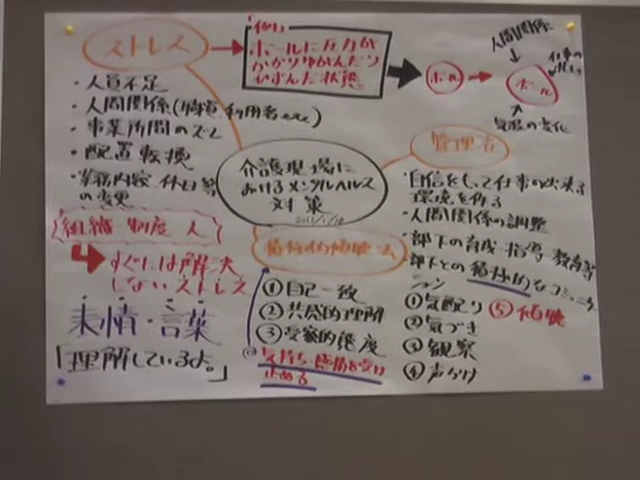 ストレス
ボールに圧力が
かかりゆがんだり
ひずんだ状態
ボール
ボール
人間関係
気温の変化
・人員不足
・人間関係(職員 利用者 etc)
・事業所間のズレ
・配置転換
・業務内容 休日等
の変更
組織 制度 人
すぐには解決
しないストレス
表情・言葉
「理解しているよ。」
介護現場に
おけるメンタルヘルス
対策
積極的傾聴法
①自己一致
②共感的理解
③受容的態度
気持ち・感情を受け
止める
管理者
・自信をもって仕事の出来る
環境を作る
・人間関係の調整
・部下の育成・指導・教育等
部下との積極的なコミュニケ
ーション
①気配り
②気づき
③観察
④声かけ
⑤傾聴